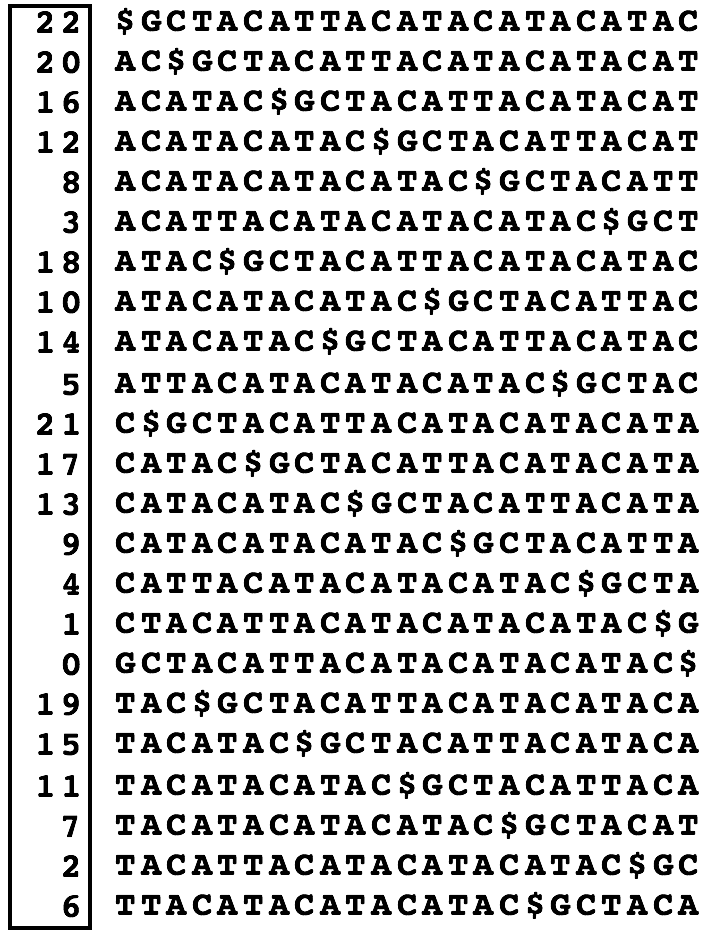 22 $GCTACATTACATACATACATAC
20 AC$GCTACATTACATACATACAT
16 ACATAC$GCTACATTACATACAT
12 ACATACATAC$GCTACATTACAT
8 ACATACATACATAC$GCTACATT
3 ACATTACATACATACATAC$GCT
18 ATAC$GCTACATTACATACATAC
10 ATACATACATAC$GCTACATTAC
14 ATACATAC$GCTACATTACATAC
5 ATTACATACATACATAC$GCTAC
21 C$GCTACATTACATACATACATA
17 CATAC$GCTACATTACATACATA
13 CATACATAC$GCTACATTACATA
9 CATACATACATAC$GCTACATTA
4 CATTACATACATACATAC$GCTA
1 CTACATTACATACATACATAC$G
0 GCTACATTACATACATACATAC$
19 TAC$GCTACATTACATACATACA
15 TACATAC$GCTACATTACATACA
11 TACATACATAC$GCTACATTACA
7 TACATACATACATAC$GCTACAT
2 TACATTACATACATACATAC$GC
6 TTACATACATACATAC$GCTACA